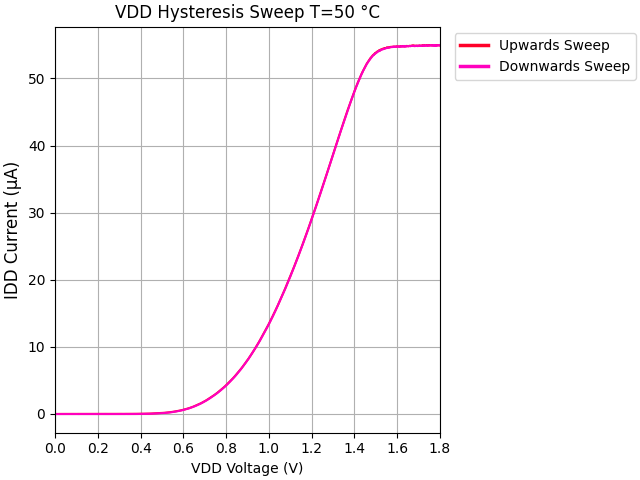 VDD Hysteresis Sweep T=50 °C
Upwards Sweep
Downwards Sweep
IDD Current (μA)
50
40
30
20
10
0
0.0 0.2 0.4 0.6 0.8 1.0 1.2 1.4 1.6 1.8
VDD Voltage (V)